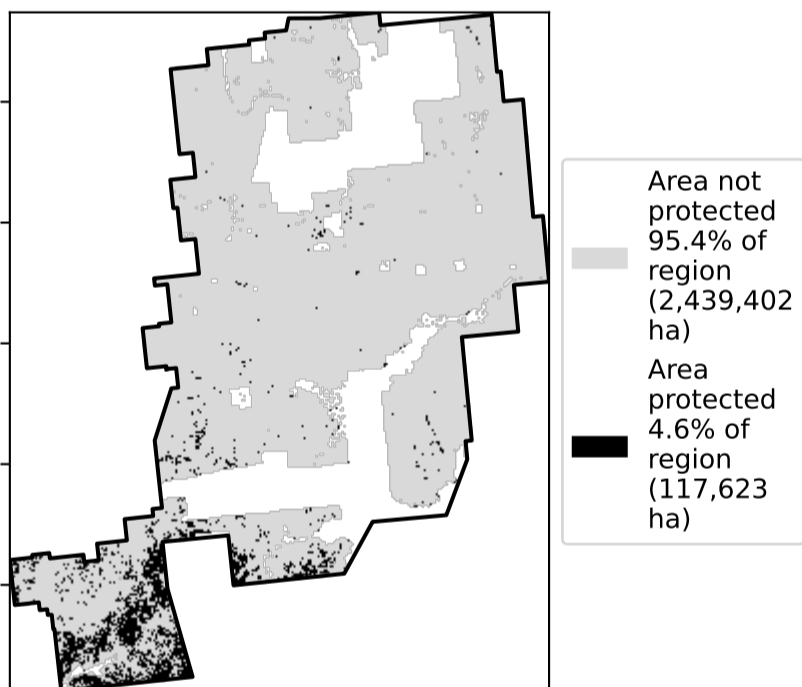 Area not
protected
95.4% of
region
(2,439,402
ha)
Area
protected
4.6% of
region
(117,623
ha)